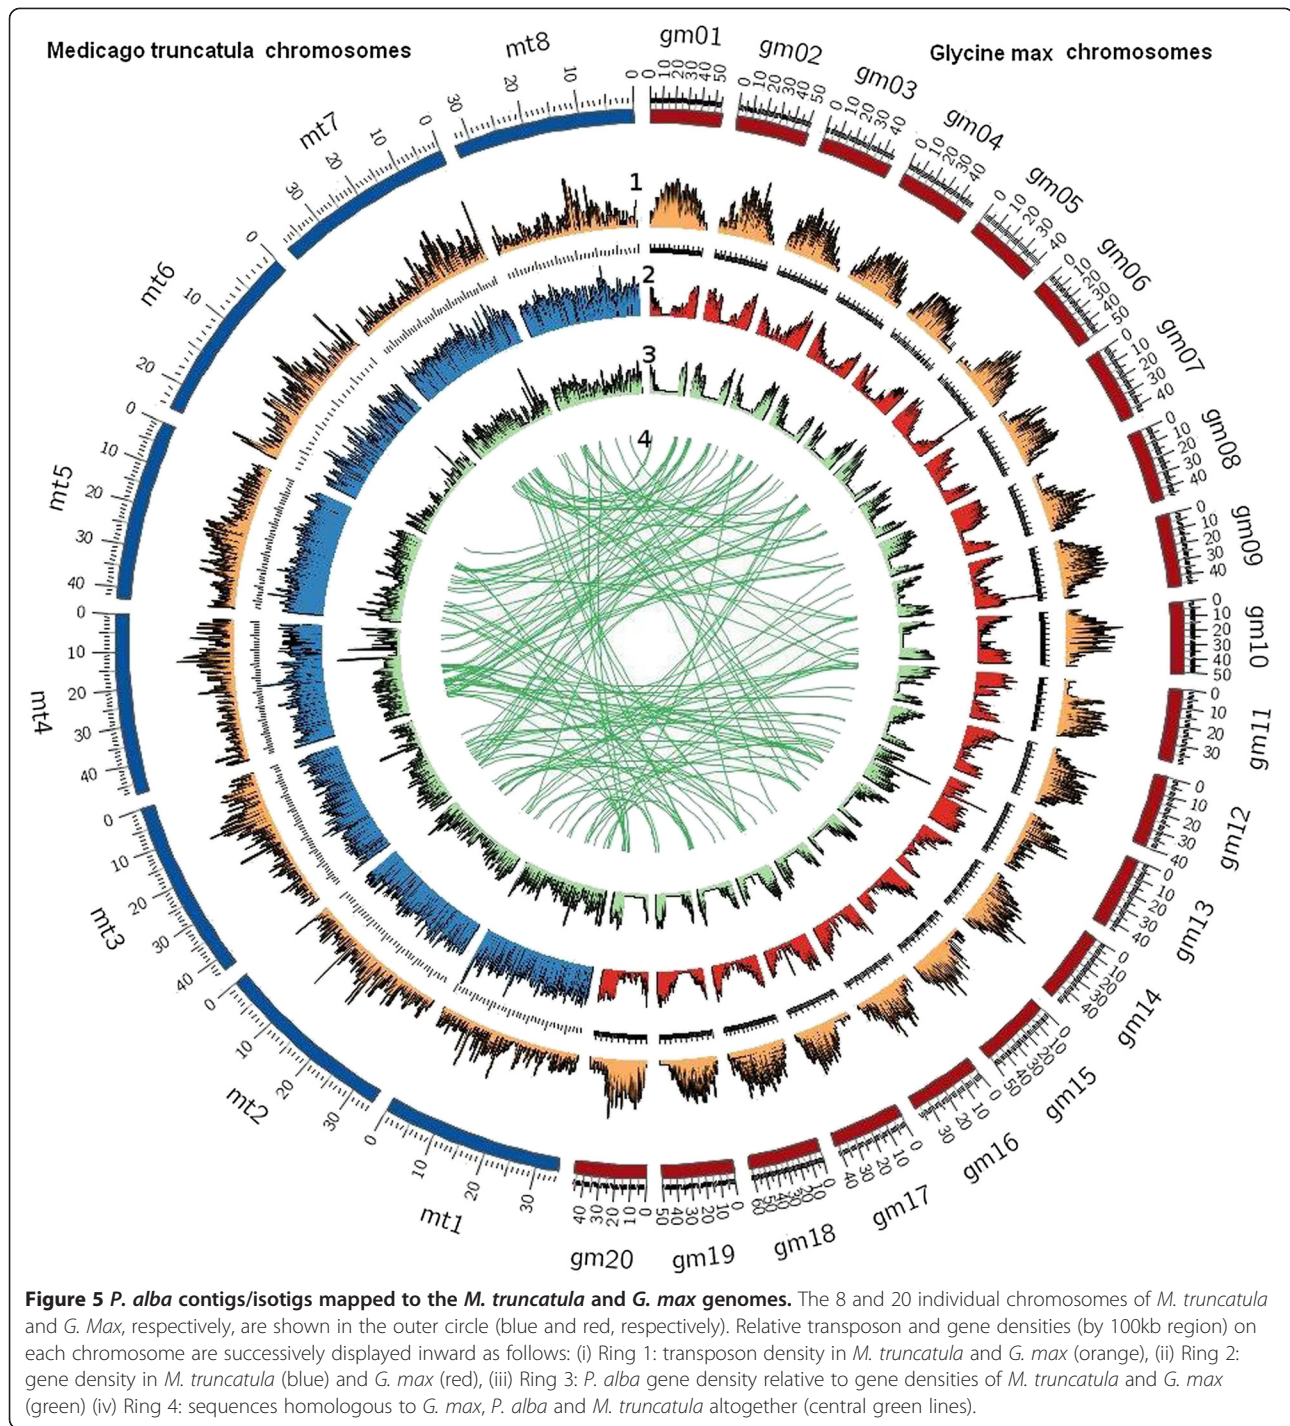 Medicago truncatula chromosomes
Glycine max chromosomes
mt8
gm01
gm02
gm03
gm04
gm05
gm06
gm07
gm08
gm09
gm10
gm11
gm12
gm13
gm14
gm15
gm16
gm17
gm18
gm19
gm20
mt1
mt2
mt3
mt4
mt5
mt6
mt7
1
2
3
4
Figure 5 P. alba contigs/isotigs mapped to the M. truncatula and G. max genomes. The 8 and 20 individual chromosomes of M. truncatula
and G. Max, respectively, are shown in the outer circle (blue and red, respectively). Relative transposon and gene densities (by 100kb region) on
each chromosome are successively displayed inward as follows: (i) Ring 1: transposon density in M. truncatula and G. max (orange), (ii) Ring 2:
gene density in M. truncatula (blue) and G. max (red), (iii) Ring 3: P. alba gene density relative to gene densities of M. truncatula and G. max
(green) (iv) Ring 4: sequences homologous to G. max, P. alba and M. truncatula altogether (central green lines).